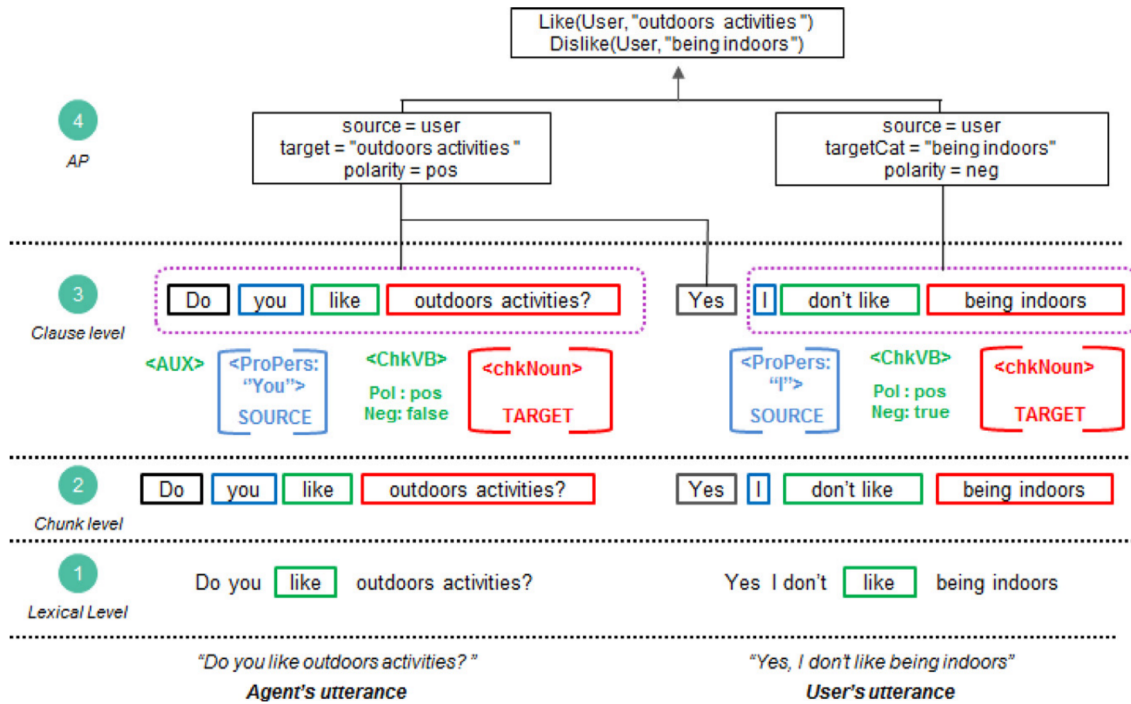 Like(User, "outdoors activities ")
Dislike(User, "being indoors")
4
AP
source = user
target = "outdoors activities "
polarity = pos
source = user
targetCat = "being indoors"
polarity = neg
3
Clause level
Do you like outdoors activities? Yes I don't like being indoors
<AUX>
<ProPers:
‘‘You’’>
SOURCE
<ChkVB>
Pol : pos
Neg: false
<chkNoun>
TARGET
<ProPers:
“I”>
SOURCE
<ChkVB>
Pol : pos
Neg: true
<chkNoun>
TARGET
2
Chunk level
Do you like outdoors activities? Yes I don't like being indoors
1
Lexical Level
Do you like outdoors activities? Yes I don't like being indoors
"Do you like outdoors activities? "
Agent's utterance
"Yes, I don't like being indoors"
User's utterance